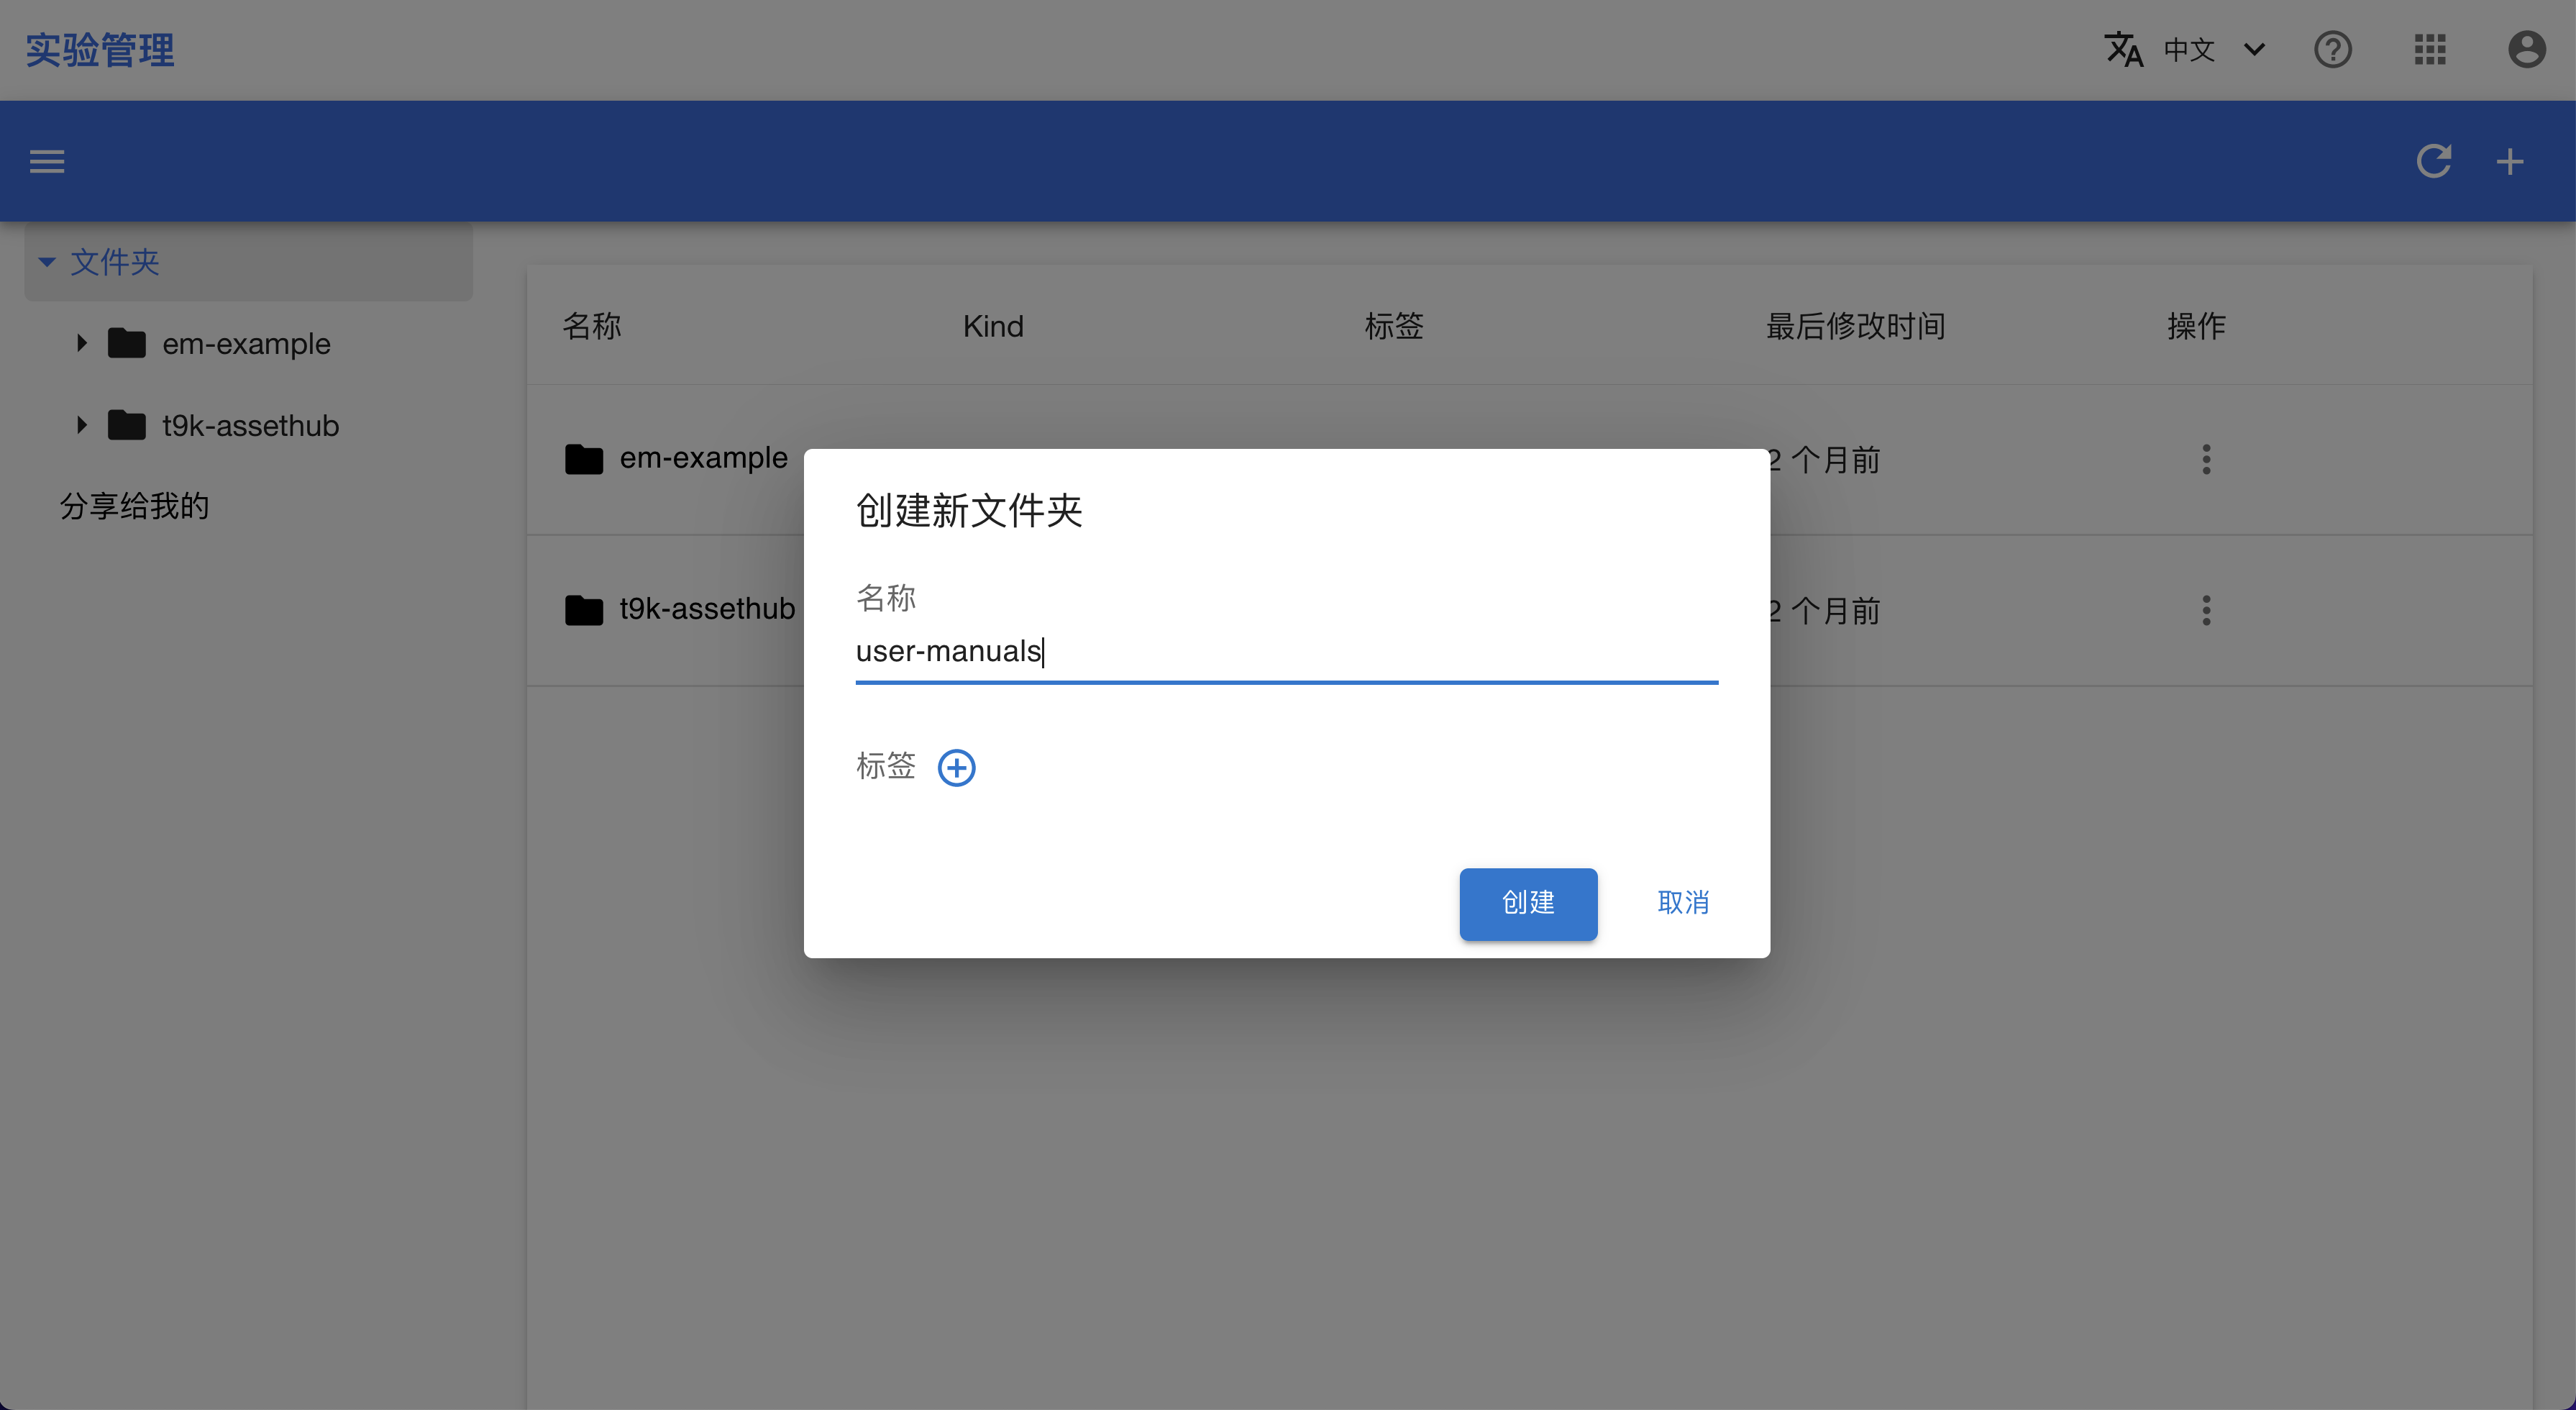 实验管理
中文
文件夹
em-example
t9k-assethub
分享给我的
名称 Kind 标签 最后修改时间 操作
em-example 2 个月前
t9k-assethub 2 个月前
创建新文件夹
名称
user-manuals
标签
创建 取消